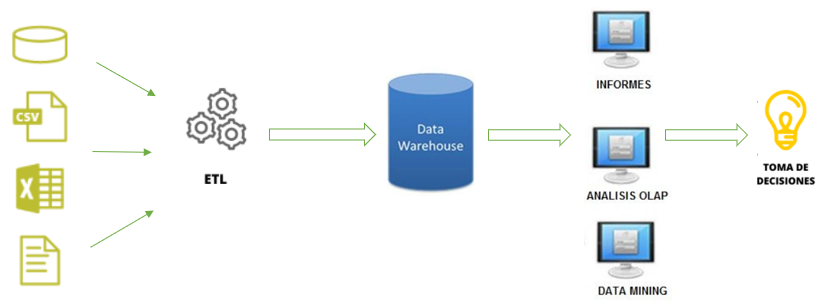 CSV
X
ETL
Data
Warehouse
INFORMES
ANALISIS OLAP
DATA MINING
TOMA DE
DECISIONES